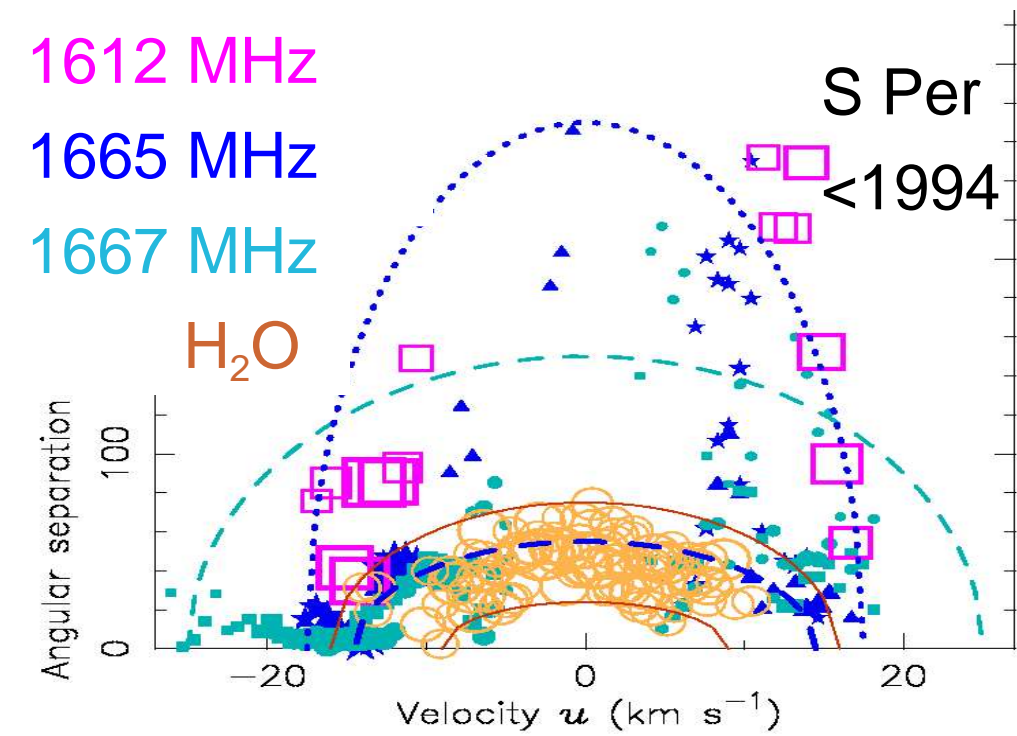 1612 MHz
1665 MHz
1667 MHz
H₂O
S Per
<1994
Angular separation
0
100
−20
0
20
Velocity u (km s⁻¹)